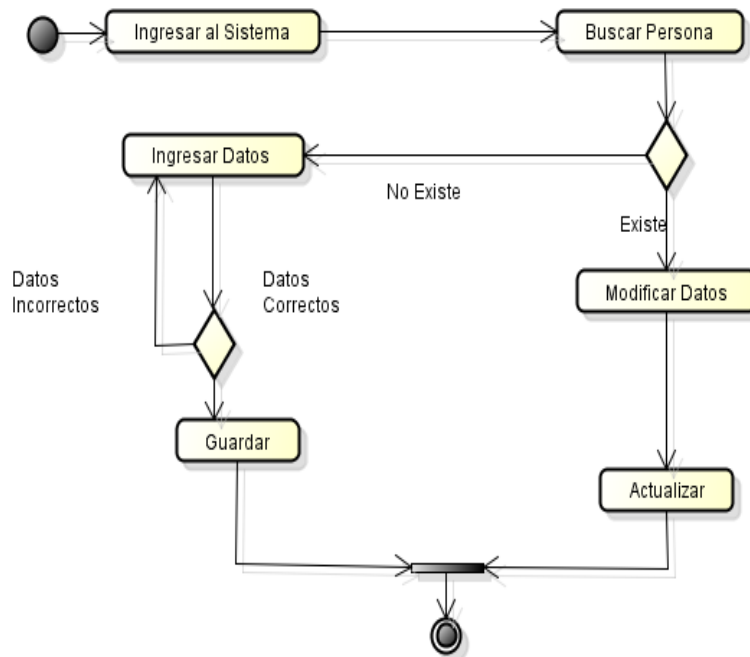 Ingresar al Sistema
Buscar Persona
Ingresar Datos
No Existe
Existe
Datos
Incorrectos
Datos
Correctos
Modificar Datos
Guardar
Actualizar